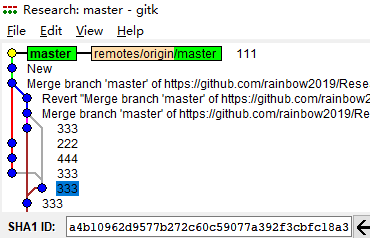 Research: master - gitk
File Edit View Help
master remotes/origin/master 111
New
Merge branch 'master' of https://github.com/rainbow2019/Rese
Revert "Merge branch 'master' of https://github.com/rainbow
Merge branch 'master' of https://github.com/rainbow2019/Re
333
222
444
333
333
333
SHA1 ID: a4b10962d9577b272c60c59077a392f3cbfc18a3